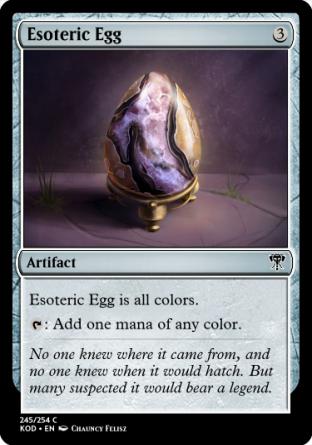 Esoteric Egg 3
Artifact
Esoteric Egg is all colors.
: Add one mana of any color.
No one knew where it came from, and
no one knew when it would hatch. But
many suspected it would bear a legend.
245/254 C
KOD • EN Chauncy Felisz